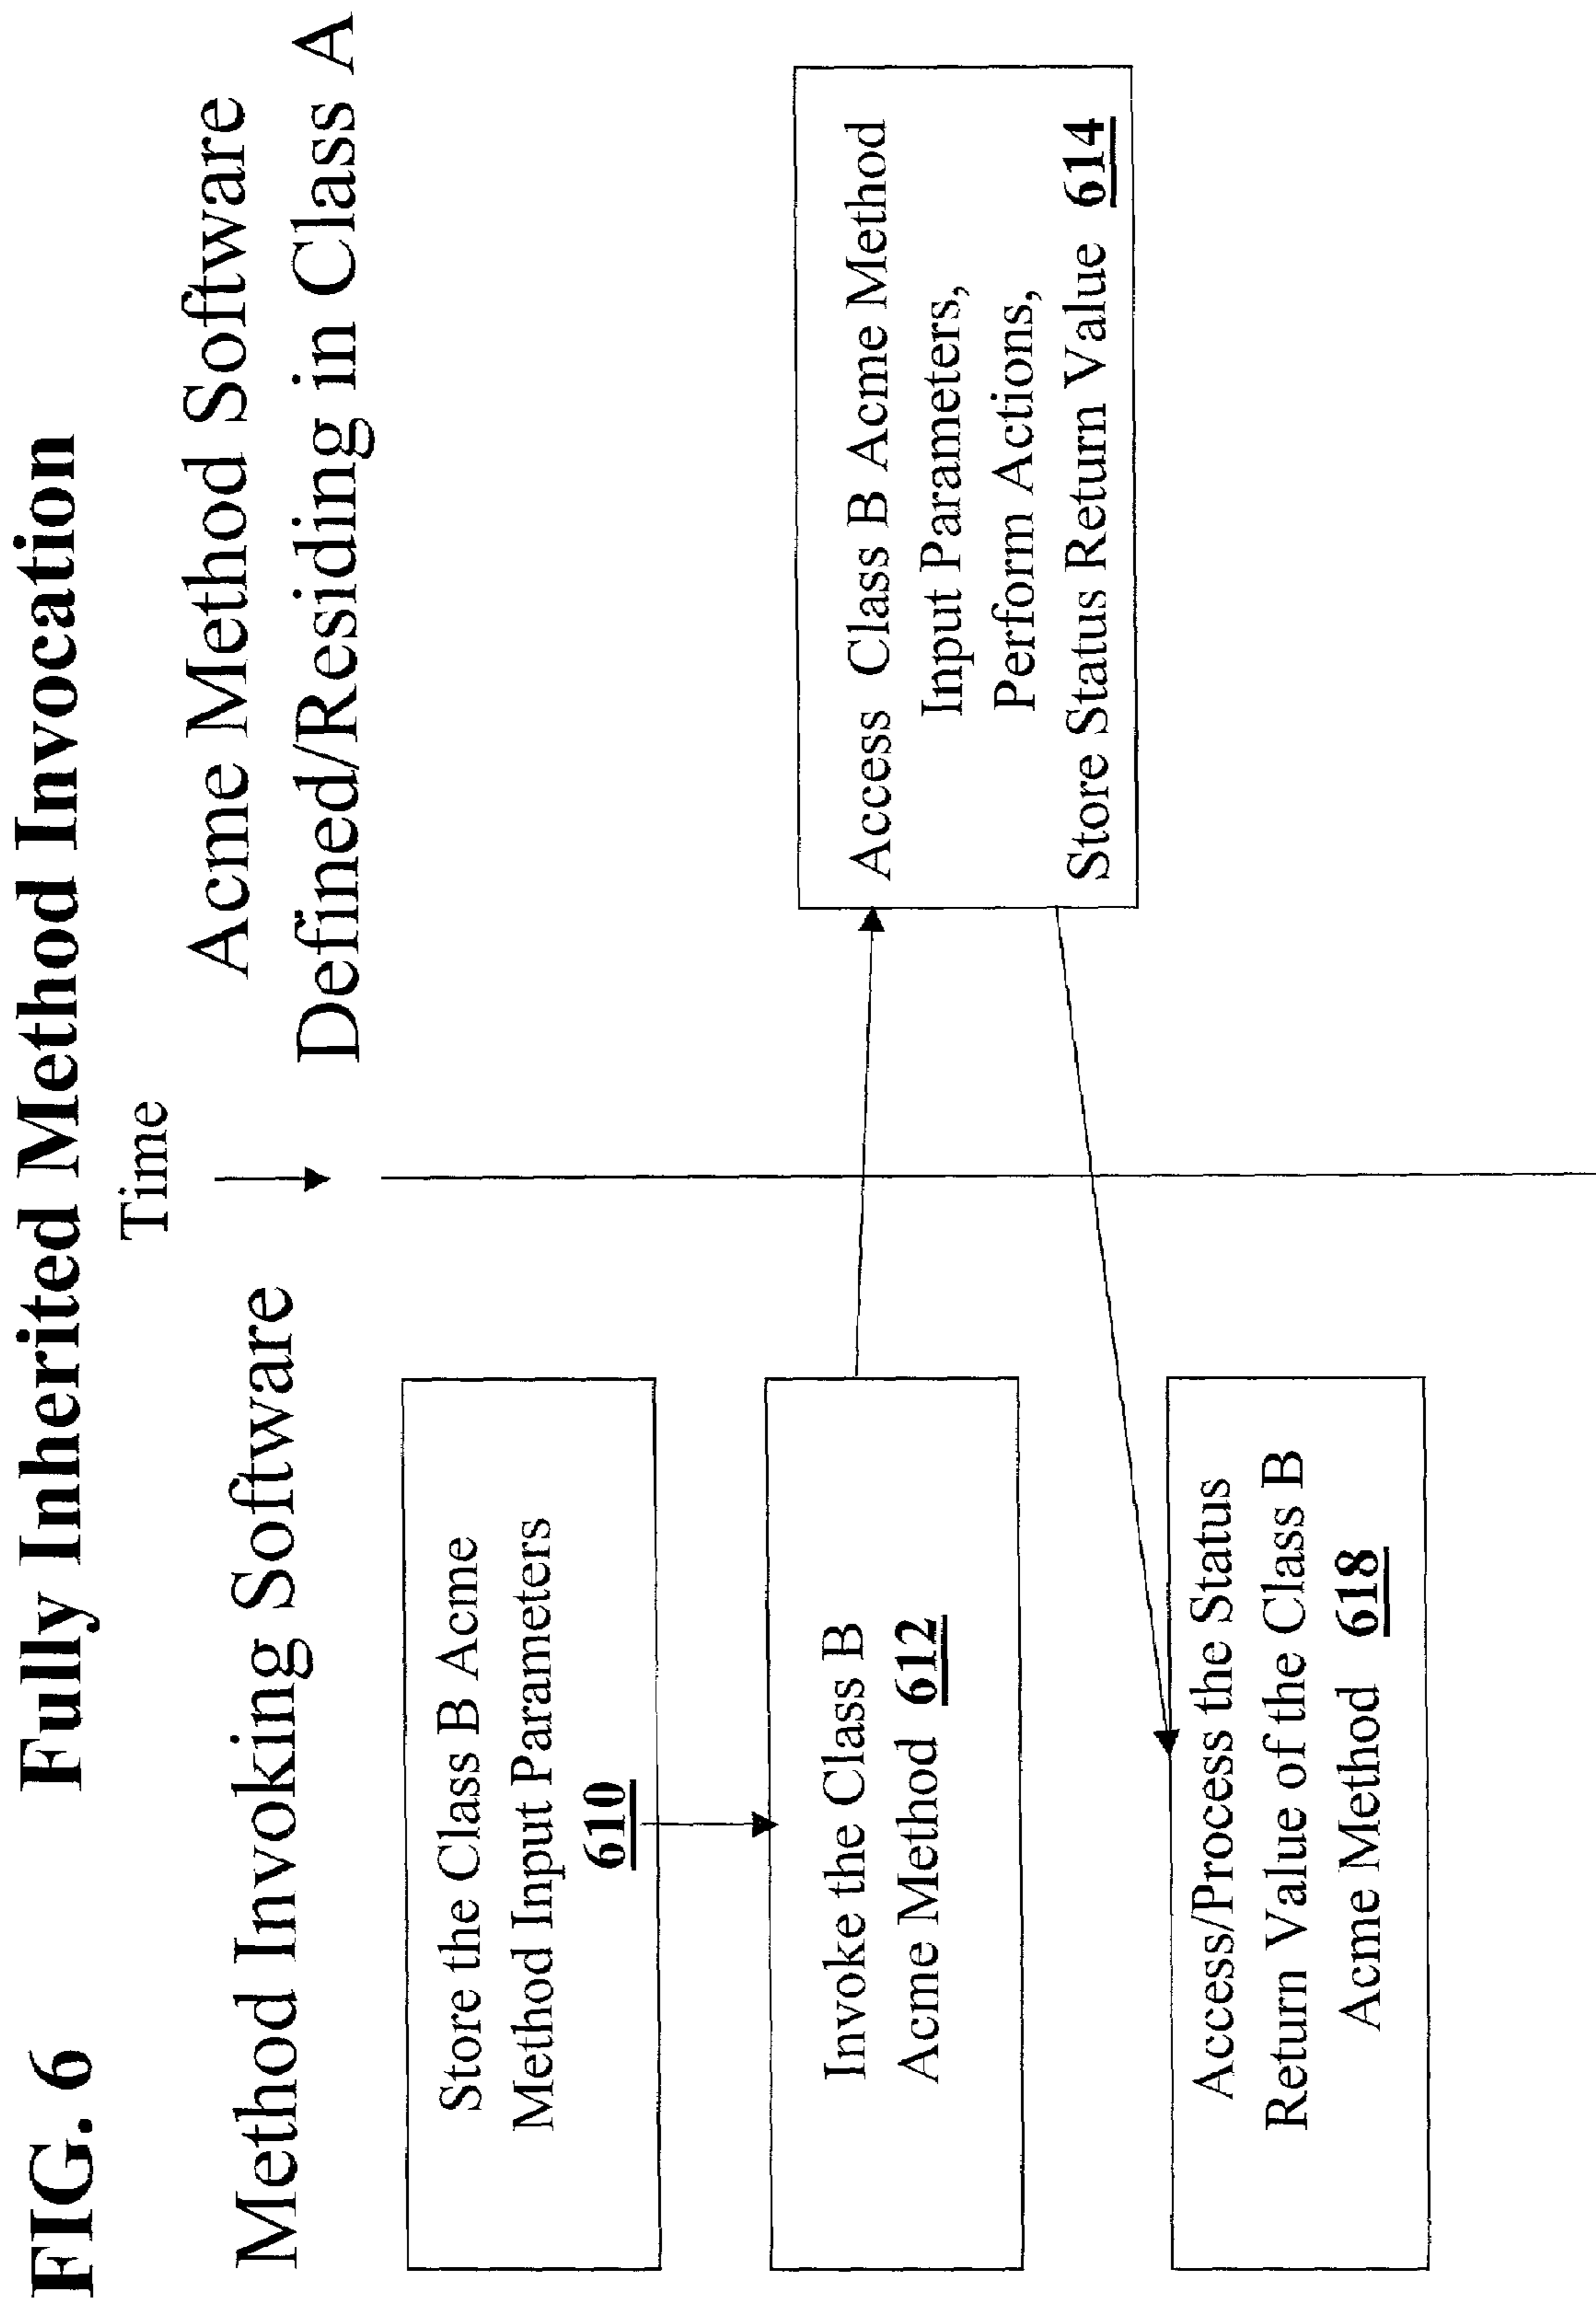 FIG. 6 Fully Inherited Method Invocation
Time
Method Invoking Software
Acme Method Software
Defined/Residing in Class A
Store the Class B Acme
Method Input Parameters
610
Invoke the Class B
Acme Method 612
Access Class B Acme Method
Input Parameters,
Perform Actions,
Store Status Return Value 614
Access/Process the Status
Return Value of the Class B
Acme Method 618